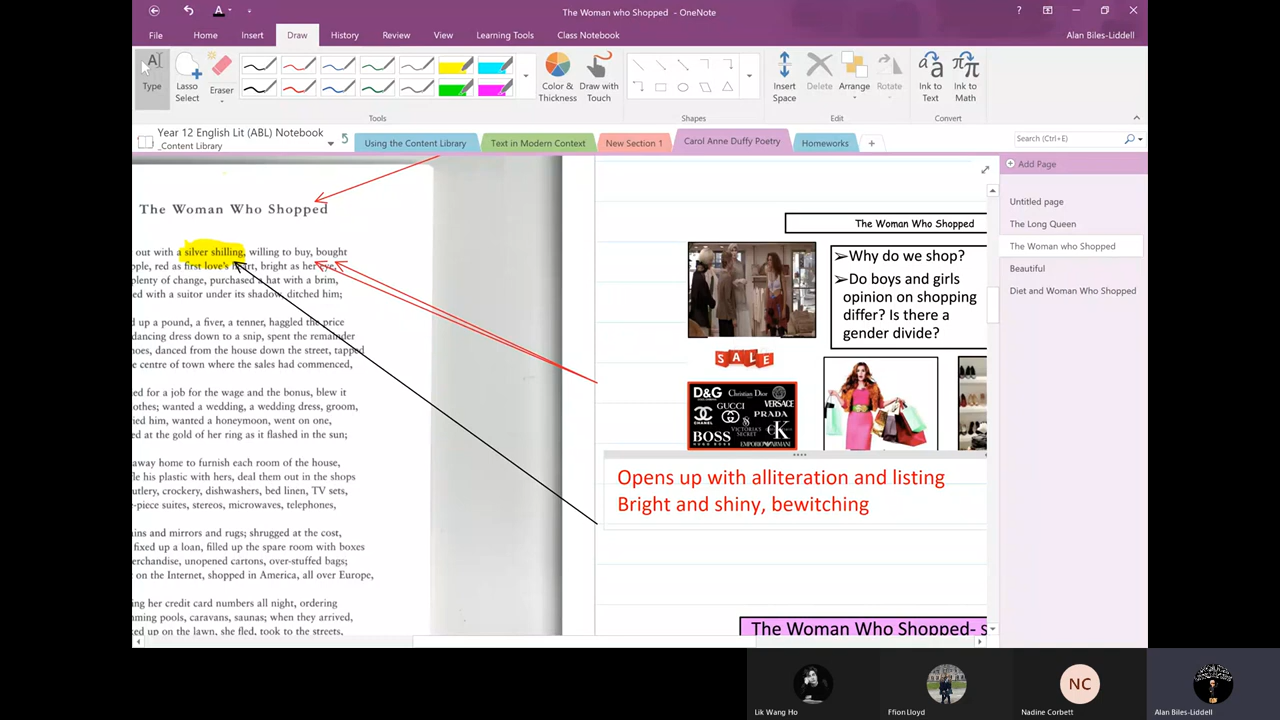 The Woman who Shopped - OneNote
Alan Biles-Liddell
File Home Insert Draw History Review View Learning Tools Class Notebook
Type
Lasso Select
Eraser
Tools
Color & Thickness
Draw with Touch
Shapes
Insert Space
Delete
Arrange
Rotate
Edit
Ink to Text
Ink to Math
Convert
Year 12 English Lit (ABL) Notebook
_Content Library
Using the Content Library
Text in Modern Context
New Section 1
Carol Anne Duffy Poetry
Homeworks
Search (Ctrl+E)
Add Page
Untitled page
The Long Queen
The Woman who Shopped
Beautiful
Diet and Woman Who Shopped
The Woman Who Shopped
out with a silver shilling, willing to buy, bought
red as first love's heart, bright as her eye,
plenty of change, purchased a hat with a brim,
with a suitor under its shadow, ditched him;
up a pound, a fiver, a tenner, haggled the price
dancing dress down to a snip, spent the remainder
danced from the house down the street, tapped
centre of town where the sales had commenced,
for a job for the wage and the bonus, blew it
wanted a wedding, a wedding dress, groom,
him, wanted a honeymoon, went on one,
at the gold of her ring as it flashed in the sun;
away home to furnish each room of the house,
his plastic with hers, deal them out in the shops
crockery, dishwashers, bed linen, TV sets,
-piece suites, stereos, microwaves, telephones,
and mirrors and rugs; shrugged at the cost,
fixed up a loan, filled up the spare room with boxes
unopened cartons, over-stuffed bags;
on the Internet, shopped in America, all over Europe,
her credit card numbers all night, ordering
pools, caravans, saunas; when they arrived,
up on the lawn, she fled, took to the streets,
The Woman Who Shopped
➢Why do we shop?
➢Do boys and girls
opinion on shopping
differ? Is there a
gender divide?
SALE
D&G
Christian Dior
VERSACE
GUCCI
CHANEL
PRADA
VICTORIA'S SECRET
CK
BOSS
HUGO BOSS
EMPORIO ARMANI
Opens up with alliteration and listing
Bright and shiny, bewitching
The Woman Who Shopped- s
Lik Wang Ho
Ffion Lloyd
NC
Nadine Corbett
Alan Biles-Liddell